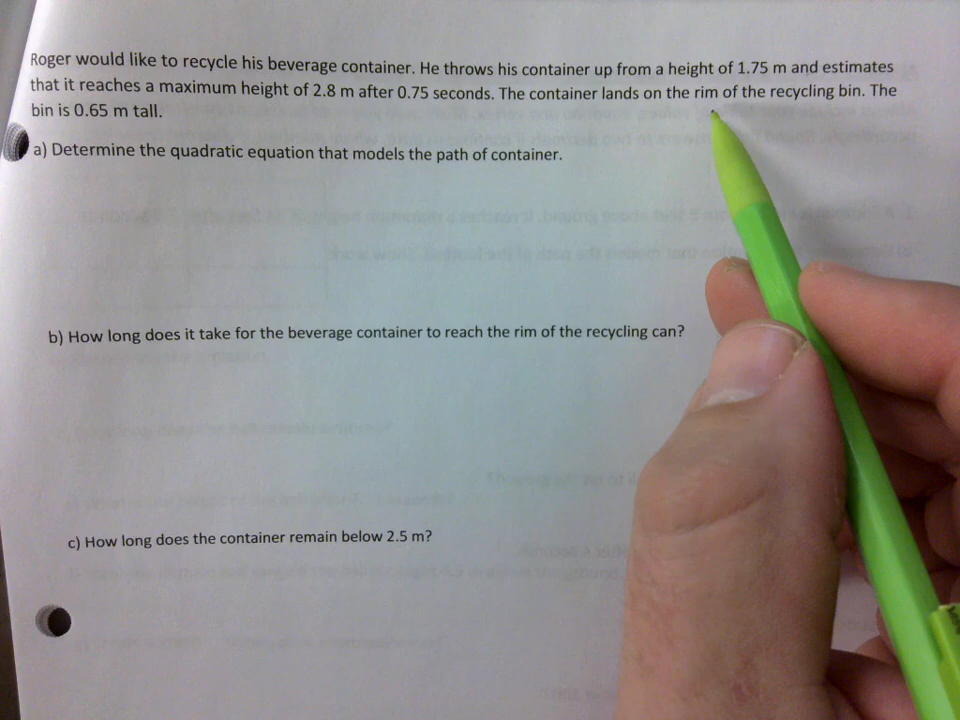 Roger would like to recycle his beverage container. He throws his container up from a height of 1.75 m and estimates
that it reaches a maximum height of 2.8 m after 0.75 seconds. The container lands on the rim of the recycling bin. The
bin is 0.65 m tall.
a) Determine the quadratic equation that models the path of container.
b) How long does it take for the beverage container to reach the rim of the recycling can?
c) How long does the container remain below 2.5 m?